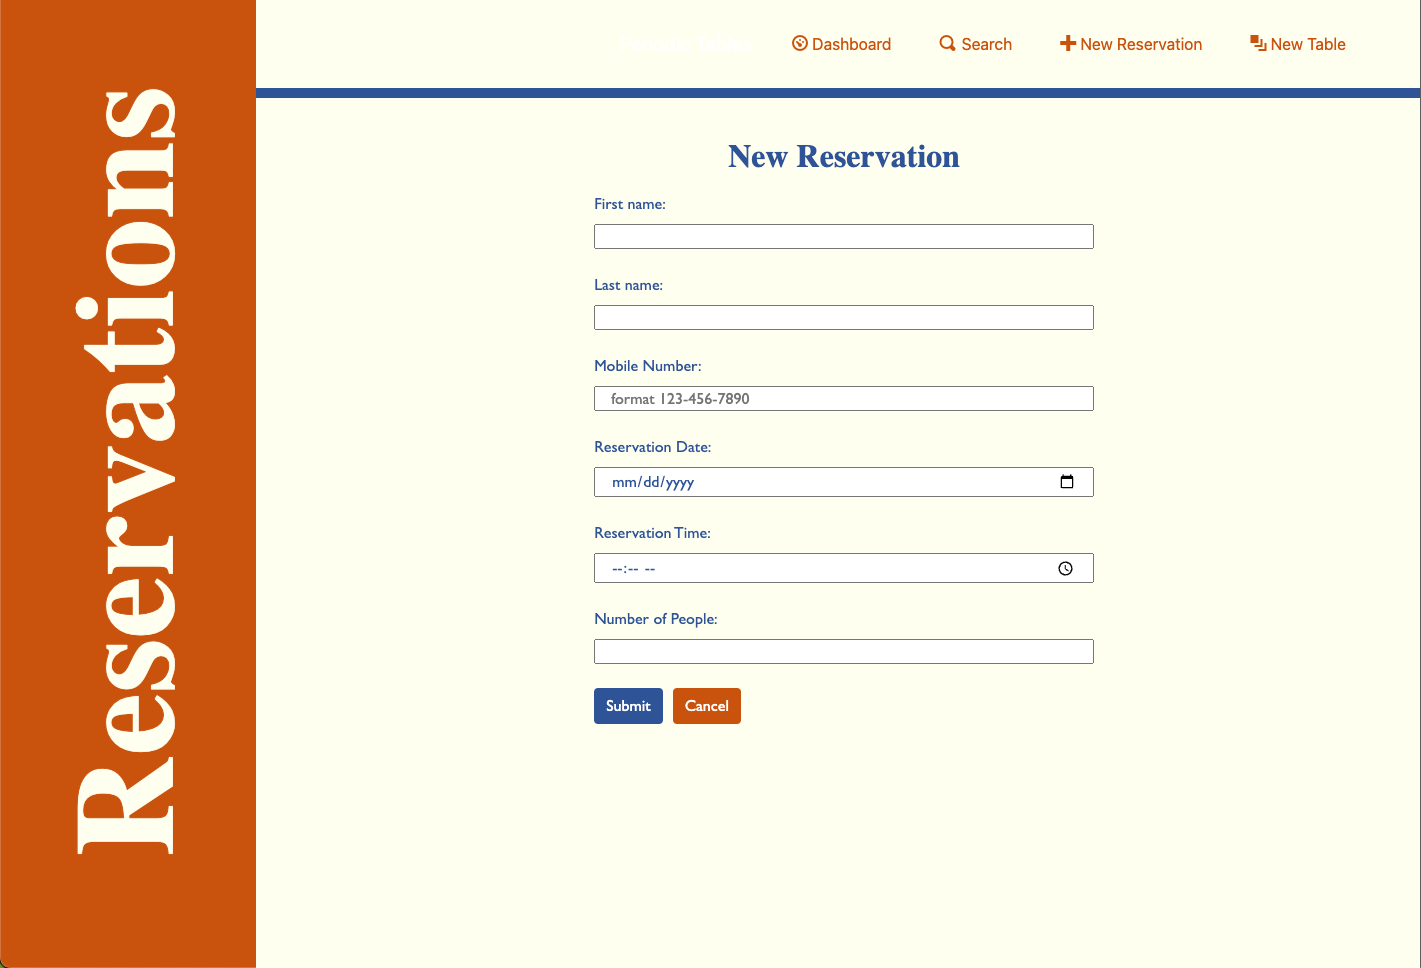 Reservations
Dashboard
Search
New Reservation
New Table
New Reservation
First name:
Last name:
Mobile Number:
format 123-456-7890
Reservation Date:
mm/dd/yyyy
Reservation Time:
--:-- --
Number of People:
Submit
Cancel